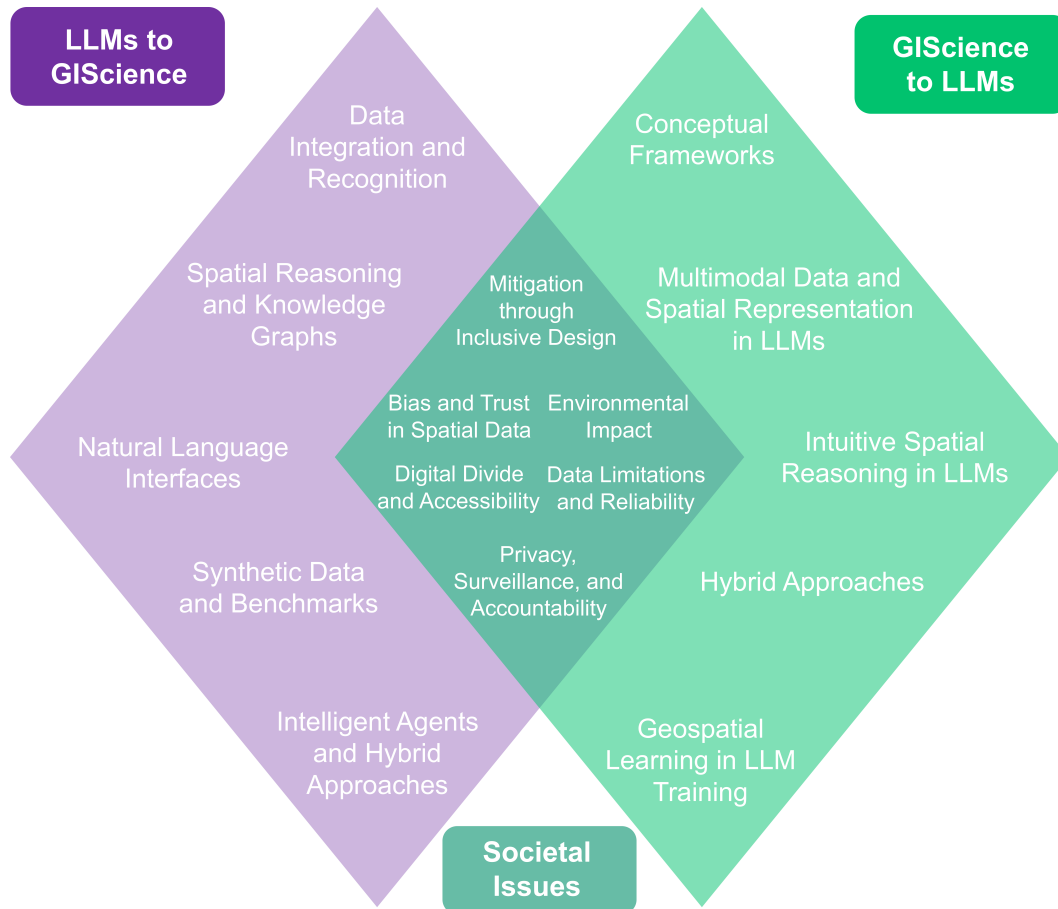 LLMs to
GIScience
GIScience
to LLMs
Data
Integration and
Recognition
Spatial Reasoning
and Knowledge
Graphs
Natural Language
Interfaces
Synthetic Data
and Benchmarks
Intelligent Agents
and Hybrid
Approaches
Mitigation
through
Inclusive Design
Bias and Trust
in Spatial Data
Environmental
Impact
Digital Divide
and Accessibility
Data Limitations
and Reliability
Privacy,
Surveillance, and
Accountability
Conceptual
Frameworks
Multimodal Data and
Spatial Representation
in LLMs
Intuitive Spatial
Reasoning in LLMs
Hybrid Approaches
Geospatial
Learning in LLM
Training
Societal
Issues